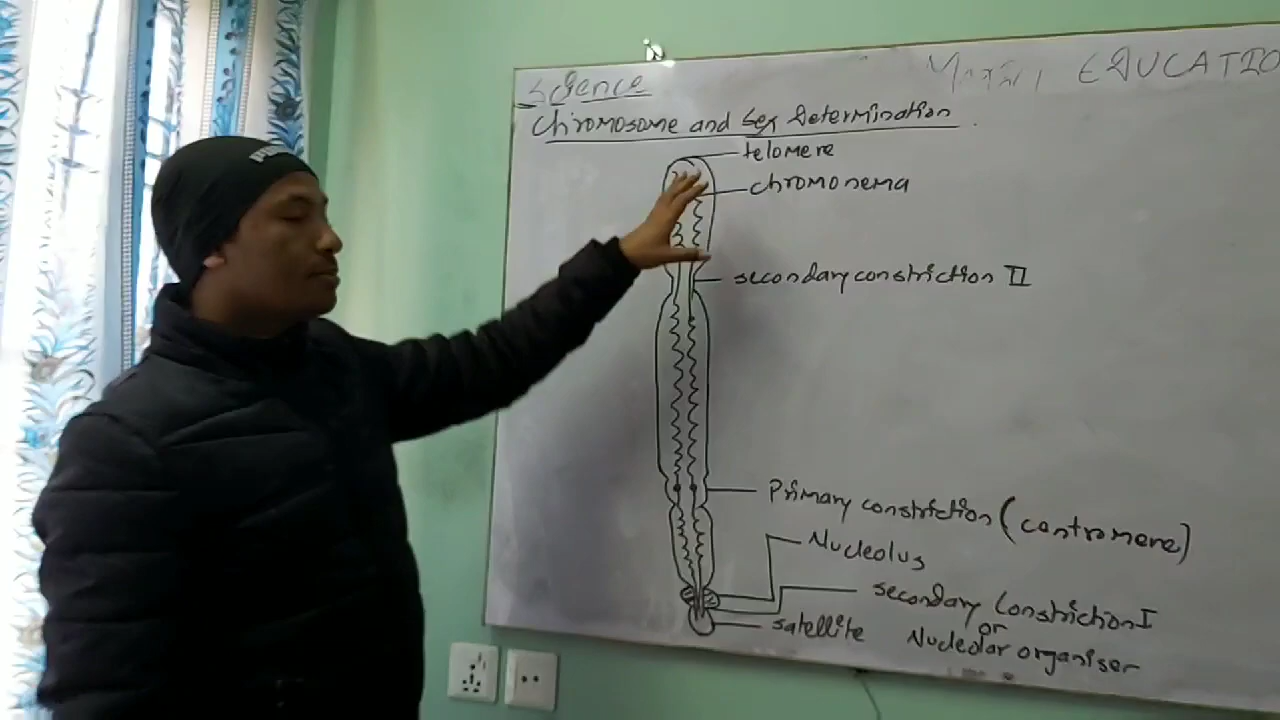 Science
EDUCATIO
Chromosome and Sex Determination
telomere
chromonema
secondary constriction II
Primary constriction (centromere)
Nucleolus
secondary Constriction I
or
Nucleolar organiser
satellite